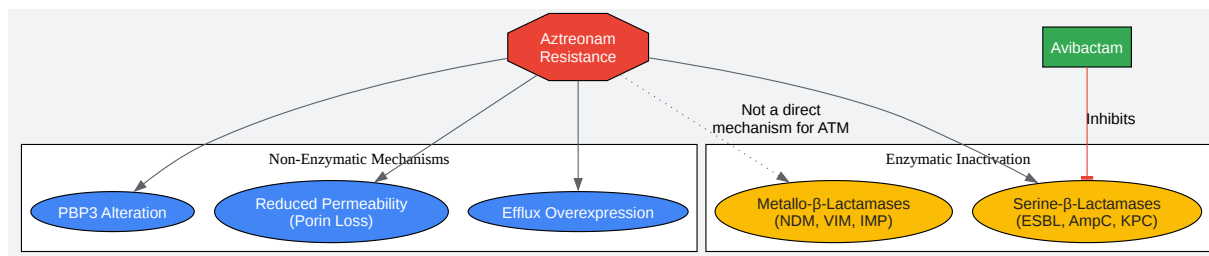 Aztreonam
Resistance
Avibactam
Not a direct
mechanism for ATM
Inhibits
Non-Enzymatic Mechanisms
Enzymatic Inactivation
PBP3 Alteration
Reduced Permeability
(Porin Loss)
Efflux Overexpression
Metallo-β-Lactamases
(NDM, VIM, IMP)
Serine-β-Lactamases
(ESBL, AmpC, KPC)